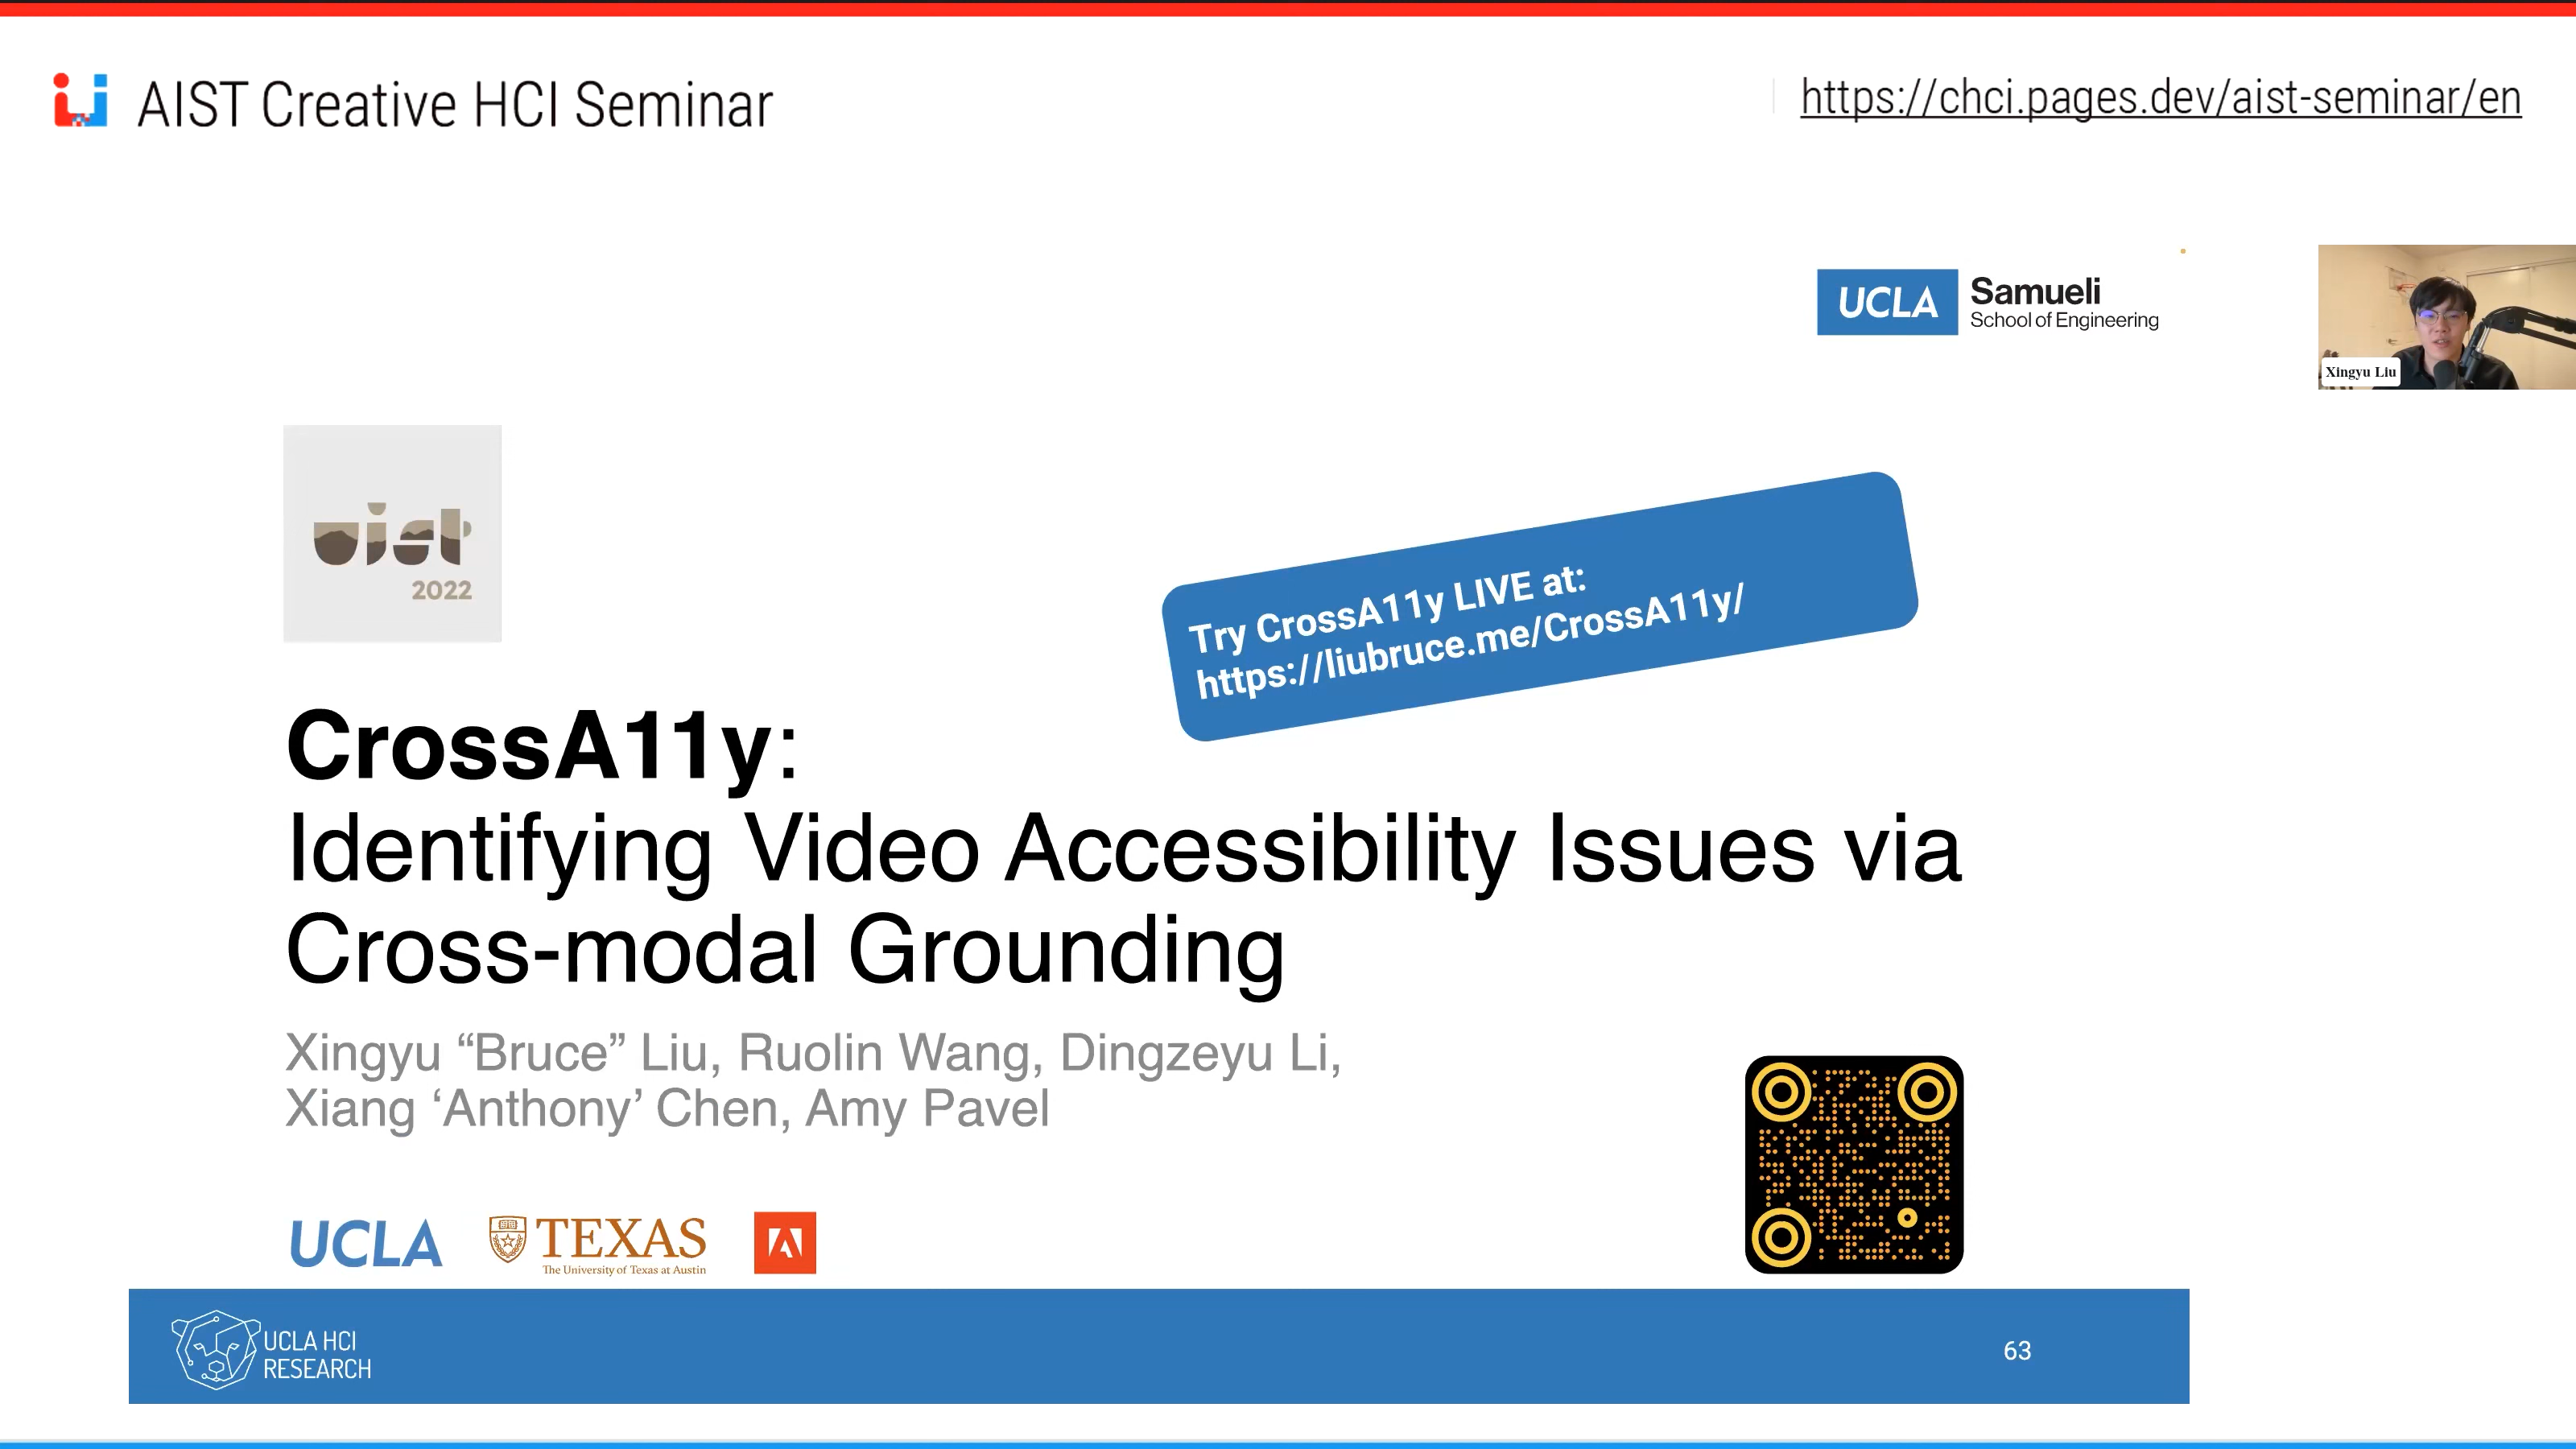 AIST Creative HCI Seminar
https://chci.pages.dev/aist-seminar/en
UCLA Samueli
School of Engineering
Xingyu Liu
uist
2022
Try CrossA11y LIVE at:
https://liubruce.me/CrossA11y/
CrossA11y:
Identifying Video Accessibility Issues via
Cross-modal Grounding
Xingyu “Bruce” Liu, Ruolin Wang, Dingzeyu Li,
Xiang ‘Anthony’ Chen, Amy Pavel
UCLA
TEXAS
The University of Texas at Austin
UCLA HCI
RESEARCH
63